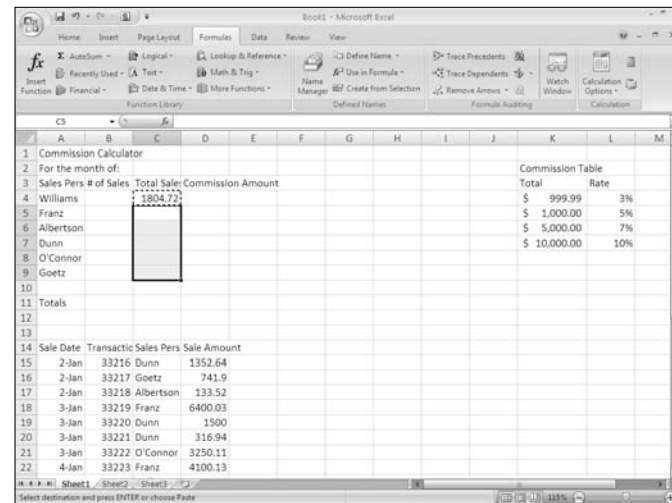 Book1 - Microsoft Excel
Home Insert Page Layout Formulas Data Review View
Σ AutoSum Logical Lookup & Reference Define Name Trace Precedents
fx Recently Used A Text Math & Trig Use in Formula Trace Dependents
Insert Function Financial Date & Time More Functions Name Manager Create from Selection Remove Arrows Watch Window Calculation Options
Function Library Defined Names Formula Auditing Calculation
C5 fx
A B C D E F G H I J K L M
1 Commission Calculator
2 For the month of: Commission Table
3 Sales Pers # of Sales Total Sale: Commission Amount Total Rate
4 Williams 1804.72 $ 999.99 3%
5 Franz $ 1,000.00 5%
6 Albertson $ 5,000.00 7%
7 Dunn $ 10,000.00 10%
8 O'Connor
9 Goetz
10
11 Totals
12
13
14 Sale Date Transactic Sales Pers Sale Amount
15 2-Jan 33216 Dunn 1352.64
16 2-Jan 33217 Goetz 741.9
17 2-Jan 33218 Albertson 133.52
18 3-Jan 33219 Franz 6400.03
19 3-Jan 33220 Dunn 1500
20 3-Jan 33221 Dunn 316.94
21 3-Jan 33222 O'Connor 3250.11
22 4-Jan 33223 Franz 4100.13
Sheet1 Sheet2 Sheet3
Select destination and press ENTER or choose Paste 115%